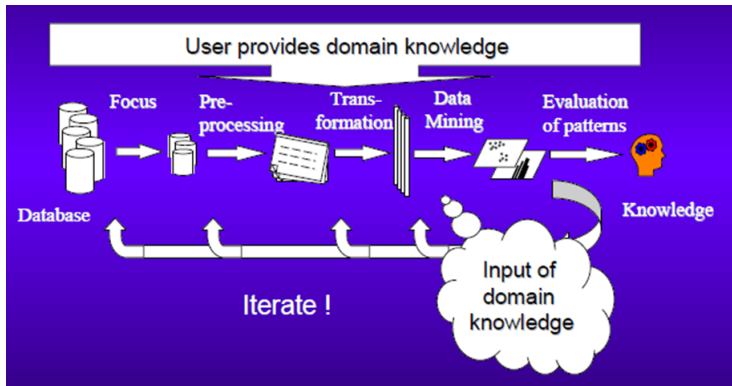 User provides domain knowledge
Focus
Pre-
processing
Trans-
formation
Data
Mining
Evaluation
of patterns
Database
Knowledge
Input of
domain
knowledge
Iterate !